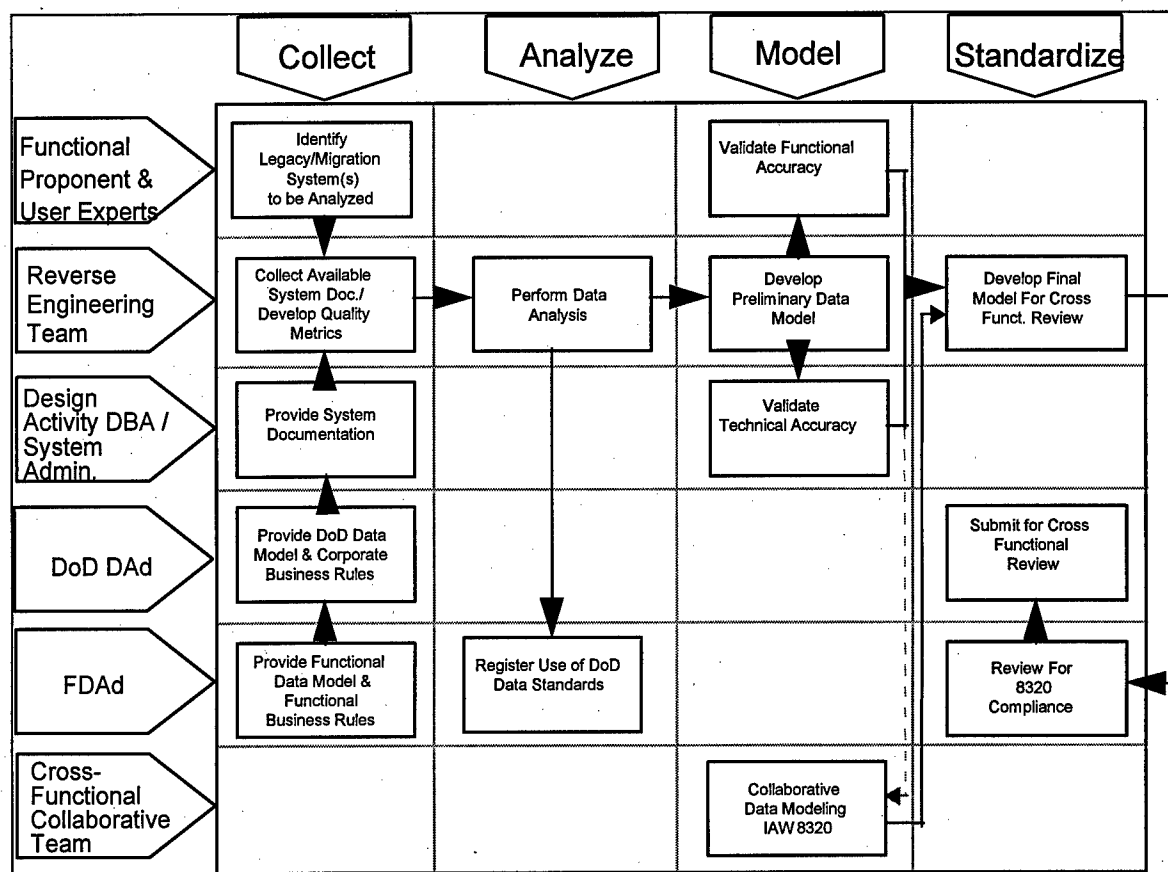 Collect
Analyze
Model
Standardize
Functional
Proponent &
User Experts
Identify
Legacy/Migration
System(s)
to be Analyzed
Validate Functional
Accuracy
Reverse
Engineering
Team
Collect Available
System Doc./
Develop Quality
Metrics
Perform Data
Analysis
Develop
Preliminary Data
Model
Develop Final
Model For Cross
Funct. Review
Design
Activity DBA /
System
Admin.
Provide System
Documentation
Validate
Technical Accuracy
DoD DAd
Provide DoD Data
Model & Corporate
Business Rules
Submit for Cross
Functional
Review
FDAd
Provide Functional
Data Model &
Functional
Business Rules
Register Use of DoD
Data Standards
Review For
8320
Compliance
Cross-
Functional
Collaborative
Team
Collaborative
Data Modeling
IAW 8320